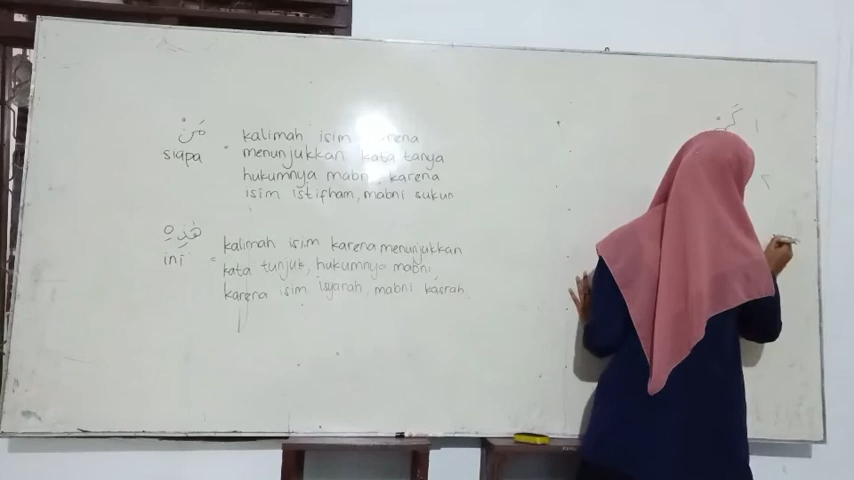 مَنْ
siapa = kalimah isim karena
menunjukkan kata tanya
hukumnya mabni karena
isim istifham, mabni sukun
هَذِهِ
ini = kalimah isim karena menunjukkan
kata tunjuk, hukumnya mabni
karena isim isyarah, mabni kasrah